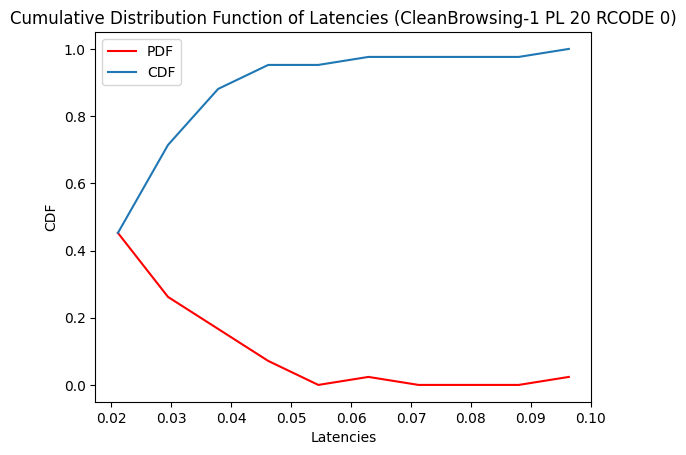 Cumulative Distribution Function of Latencies (CleanBrowsing-1 PL 20 RCODE 0)
PDF
CDF
1.0
0.8
0.6
0.4
0.2
0.0
CDF
0.02 0.03 0.04 0.05 0.06 0.07 0.08 0.09 0.10
Latencies